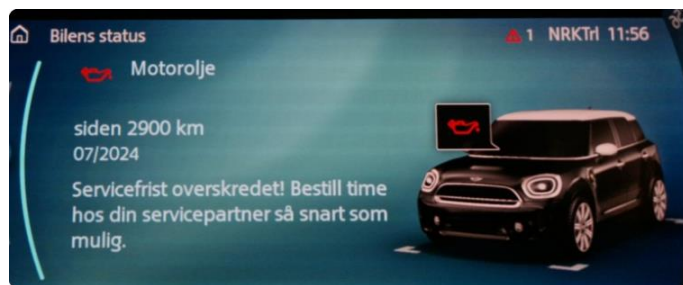 Bilens status
1 NRKTrl 11:56
Motorolje
siden 2900 km
07/2024
Servicefrist overskredet! Bestill time
hos din servicepartner så snart som
mulig.